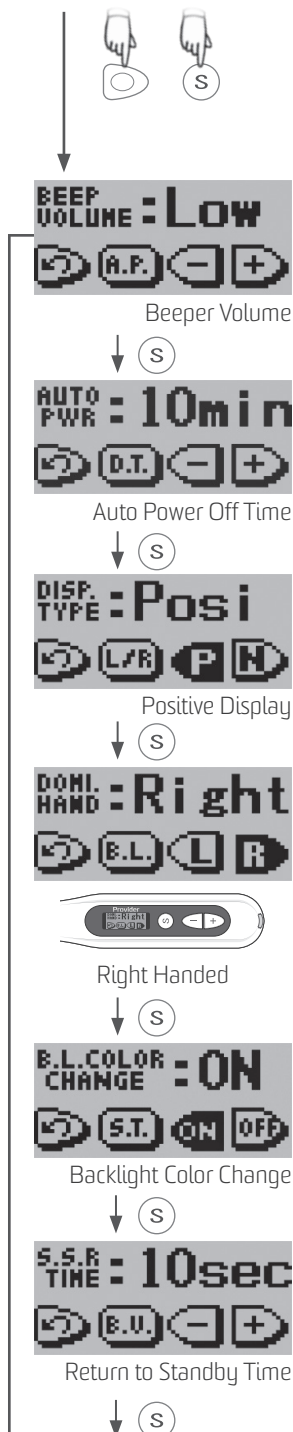 S
BEEP
VOLUME : Low
A.P. - +
Beeper Volume
S
AUTO
PWR : 10min
D.T. - +
Auto Power Off Time
S
DISP.
TYPE : Posi
L/R P N
Positive Display
S
DOMI.
HAND : Right
B.L. L R
Provider
:Right
S - +
Right Handed
S
B.L.COLOR
CHANGE : ON
S.T. ON OFF
Backlight Color Change
S
S.S.R
TIME : 10sec
B.V. - +
Return to Standby Time
S